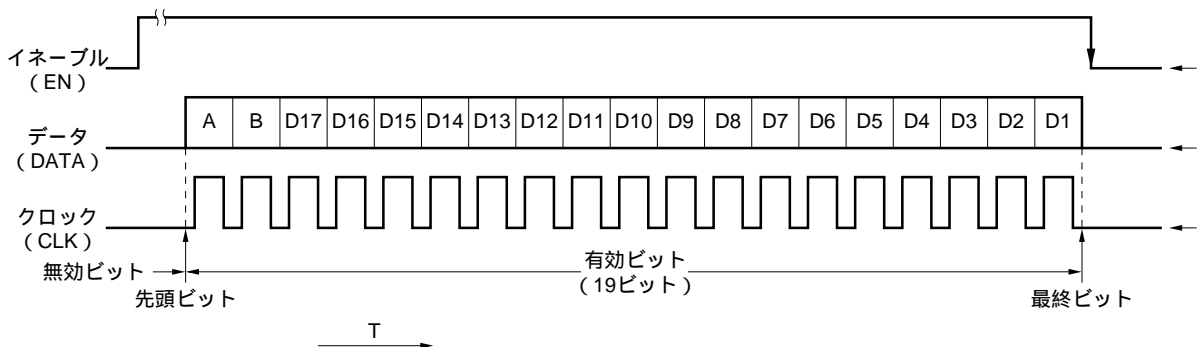 イネーブル
（EN）
A B D17 D16 D15 D14 D13 D12 D11 D10 D9 D8 D7 D6 D5 D4 D3 D2 D1
データ
（DATA）
クロック
（CLK）
無効ビット
有効ビット
（19ビット）
先頭ビット
最終ビット
T